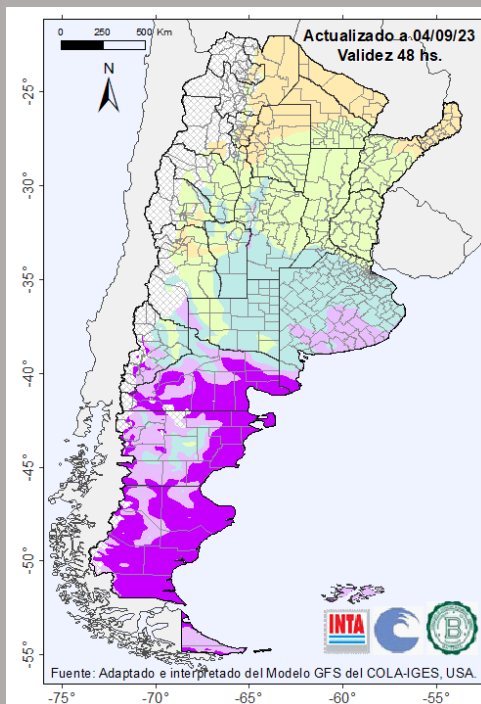 Actualizado a 04/09/23
Validez 48 hs.
0 250 500 Km
N
-25°
-30°
-35°
-40°
-45°
-50°
-55°
INTA
B
Fuente: Adaptado e interpretado del Modelo GFS del COLA-IGES, USA.
-75° -70° -65° -60° -55°